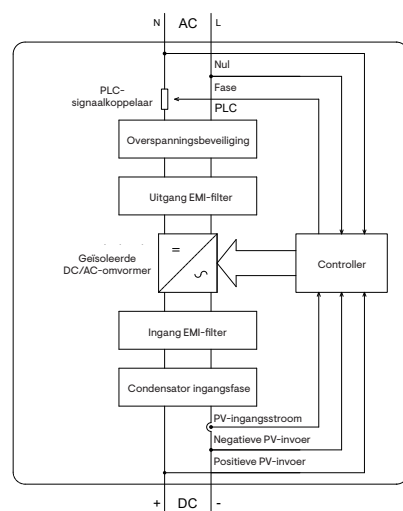 N AC L
Nul
Fase
PLC-
signaalkoppelaar
PLC
Overspanningsbeveiliging
Uitgang EMI-filter
Geïsoleerde
DC/AC-omvormer
Controller
Ingang EMI-filter
Condensator ingangsfase
PV-ingangsstroom
Negatieve PV-invoer
Positieve PV-invoer
+ DC -